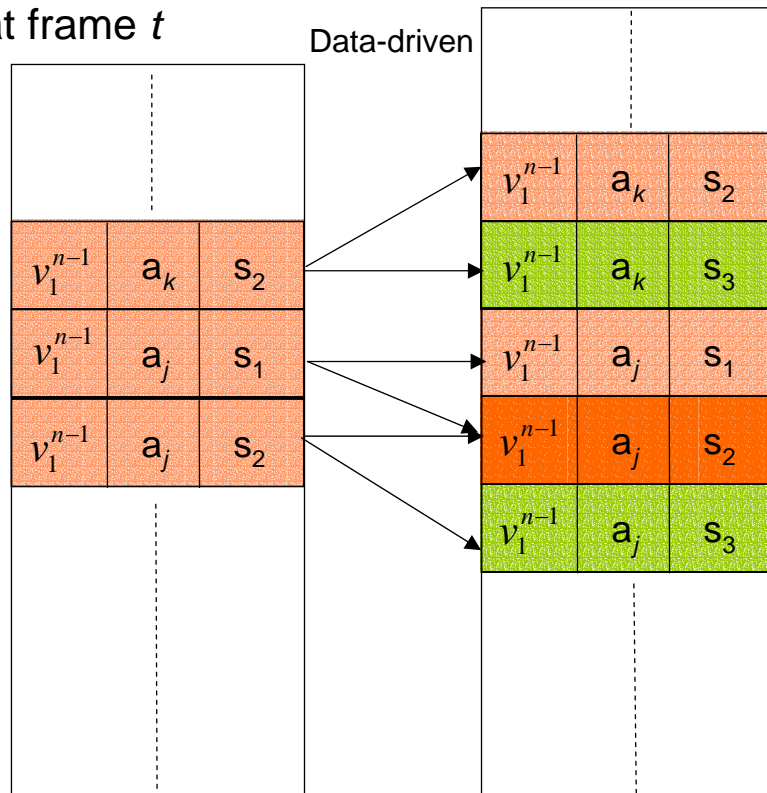 at frame t
Data-driven
v_1^{n-1} a_k s_2
v_1^{n-1} a_j s_1
v_1^{n-1} a_j s_2
v_1^{n-1} a_k s_2
v_1^{n-1} a_k s_3
v_1^{n-1} a_j s_1
v_1^{n-1} a_j s_2
v_1^{n-1} a_j s_3